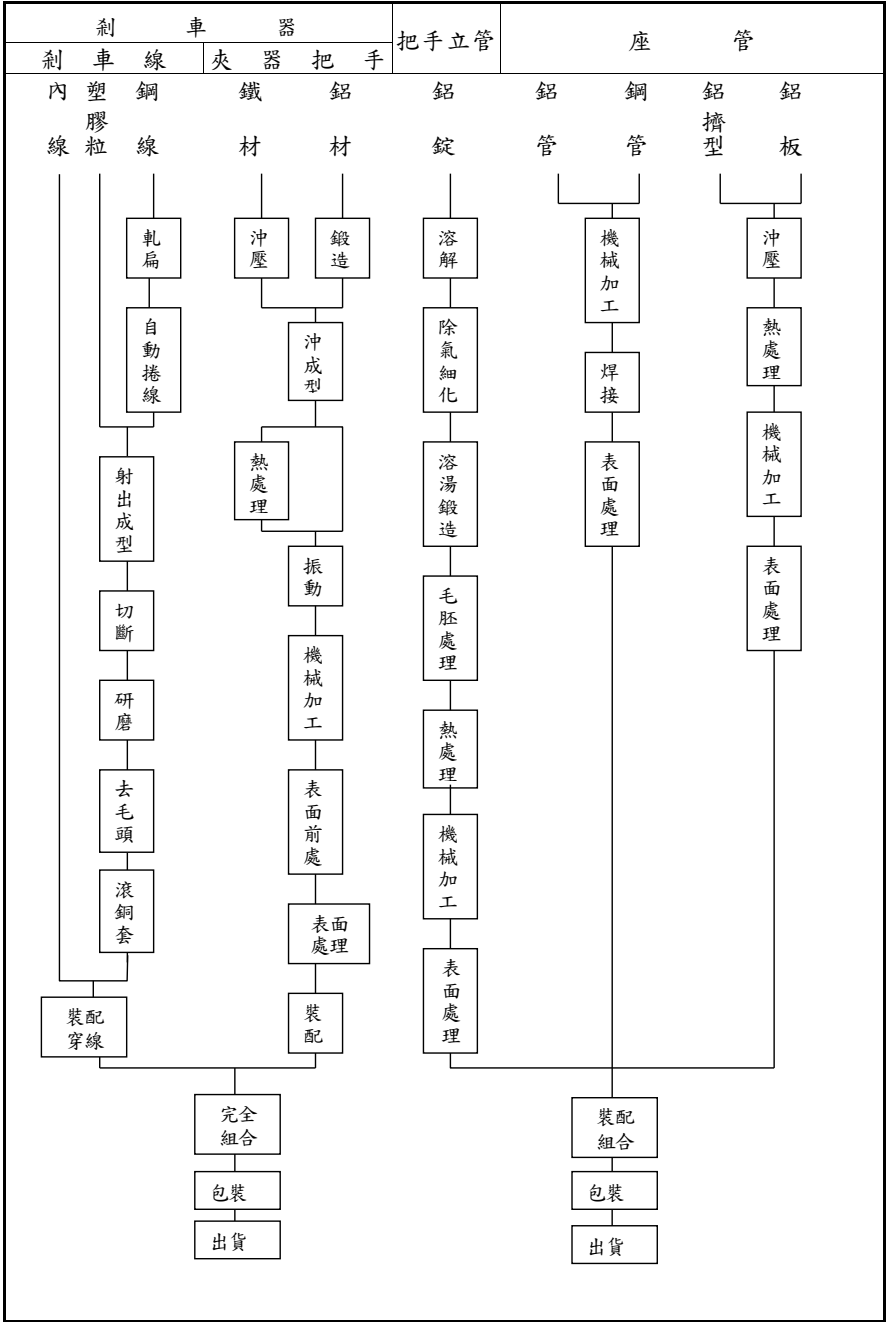 剎車器
把手立管
座管
剎車線
夾器把手
內線
塑膠粒
鋼線
鐵材
鋁材
鋁錠
鋁管
鋼管
鋁擠型
鋁板
軋扁
自動捲線
射出成型
切斷
研磨
去毛頭
滾銅套
裝配
穿線
沖壓
鍛造
沖成型
熱處理
振動
機械加工
表面前處
表面
處理
裝配
完全
組合
包裝
出貨
溶解
除氣細化
溶湯鍛造
毛胚處理
熱處理
機械加工
表面處理
機械加工
焊接
表面處理
沖壓
熱處理
機械加工
表面處理
裝配
組合
包裝
出貨